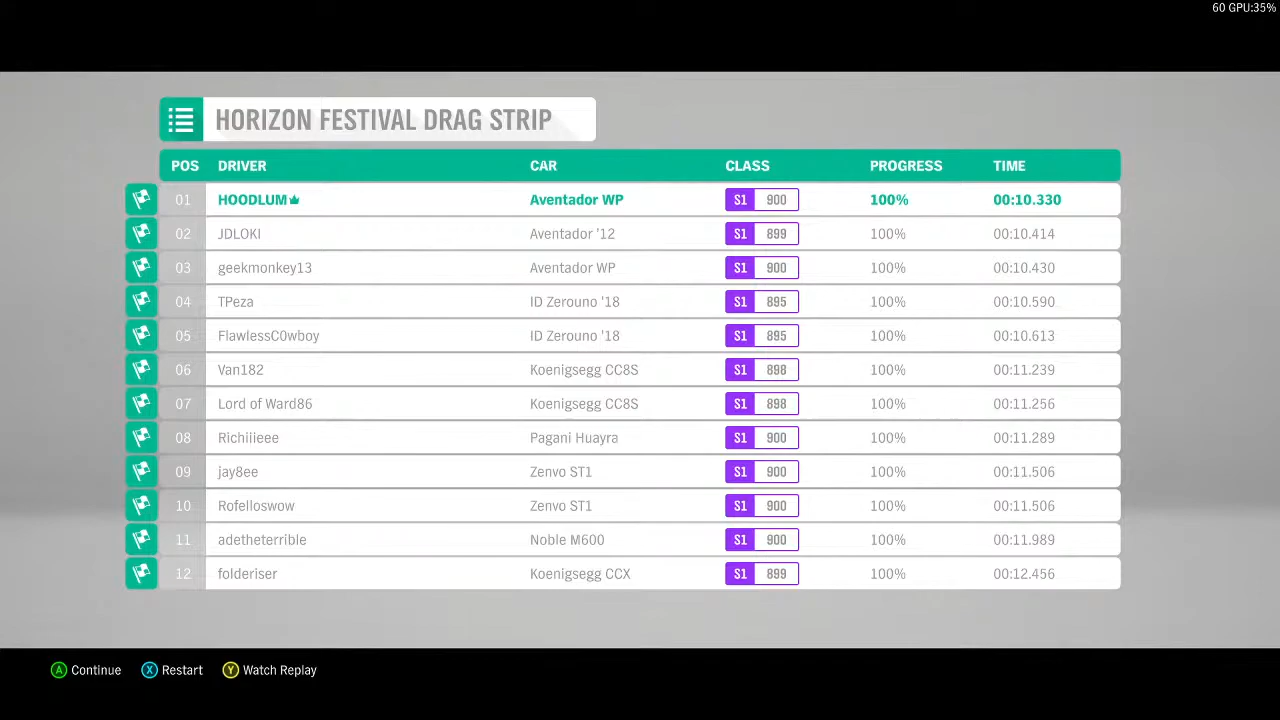 60 GPU:35%
HORIZON FESTIVAL DRAG STRIP
POS DRIVER CAR CLASS PROGRESS TIME
01 HOODLUM Aventador WP S1 900 100% 00:10.330
02 JDLOKI Aventador '12 S1 899 100% 00:10.414
03 geekmonkey13 Aventador WP S1 900 100% 00:10.430
04 TPeza ID Zerouno '18 S1 895 100% 00:10.590
05 FlawlessC0wboy ID Zerouno '18 S1 895 100% 00:10.613
06 Van182 Koenigsegg CC8S S1 898 100% 00:11.239
07 Lord of Ward86 Koenigsegg CC8S S1 898 100% 00:11.256
08 Richiiieee Pagani Huayra S1 900 100% 00:11.289
09 jay8ee Zenvo ST1 S1 900 100% 00:11.506
10 Rofelloswow Zenvo ST1 S1 900 100% 00:11.506
11 adetheterrible Noble M600 S1 900 100% 00:11.989
12 folderiser Koenigsegg CCX S1 899 100% 00:12.456
A Continue X Restart Y Watch Replay